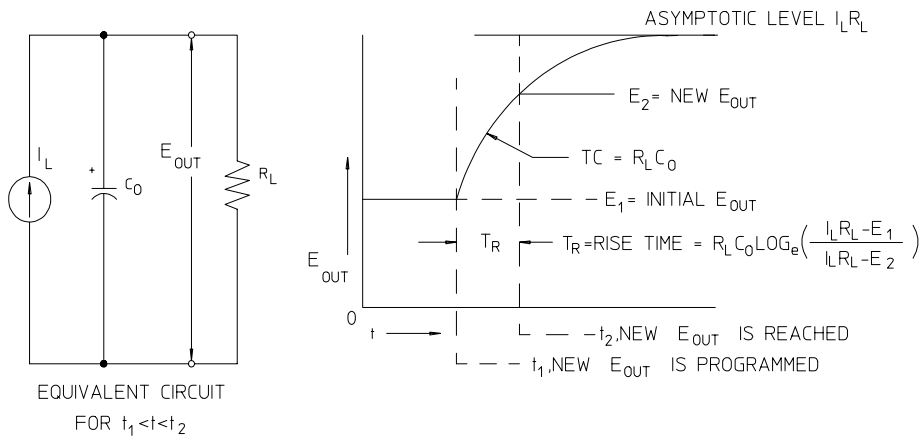 I_L
+
C_O
E_OUT
R_L
EQUIVALENT CIRCUIT
FOR t_1<t<t_2
ASYMPTOTIC LEVEL I_LR_L
E_2= NEW E_OUT
TC = R_LC_O
E_1= INITIAL E_OUT
T_R
T_R=RISE TIME = R_LC_OLOG_e(I_LR_L-E_1/I_LR_L-E_2)
E_OUT
O
t
t_2,NEW E_OUT IS REACHED
t_1,NEW E_OUT IS PROGRAMMED